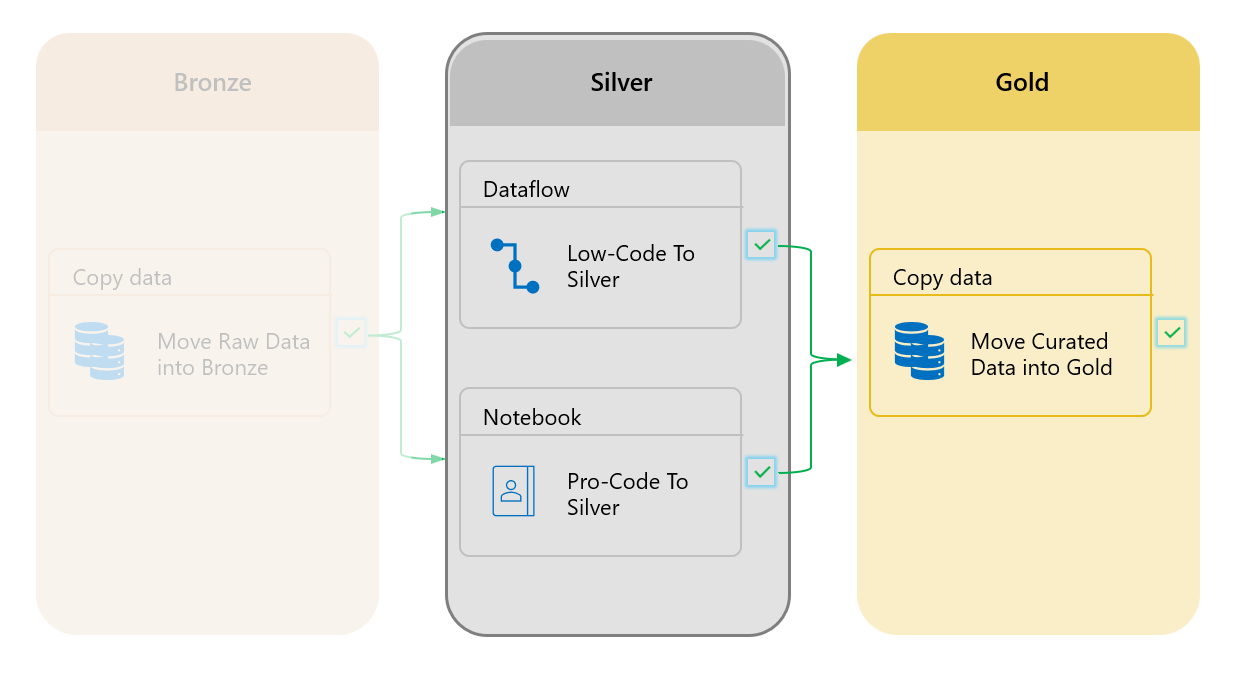 Bronze
Copy data
Move Raw Data
into Bronze
Silver
Dataflow
Low-Code To
Silver
Notebook
Pro-Code To
Silver
Gold
Copy data
Move Curated
Data into Gold